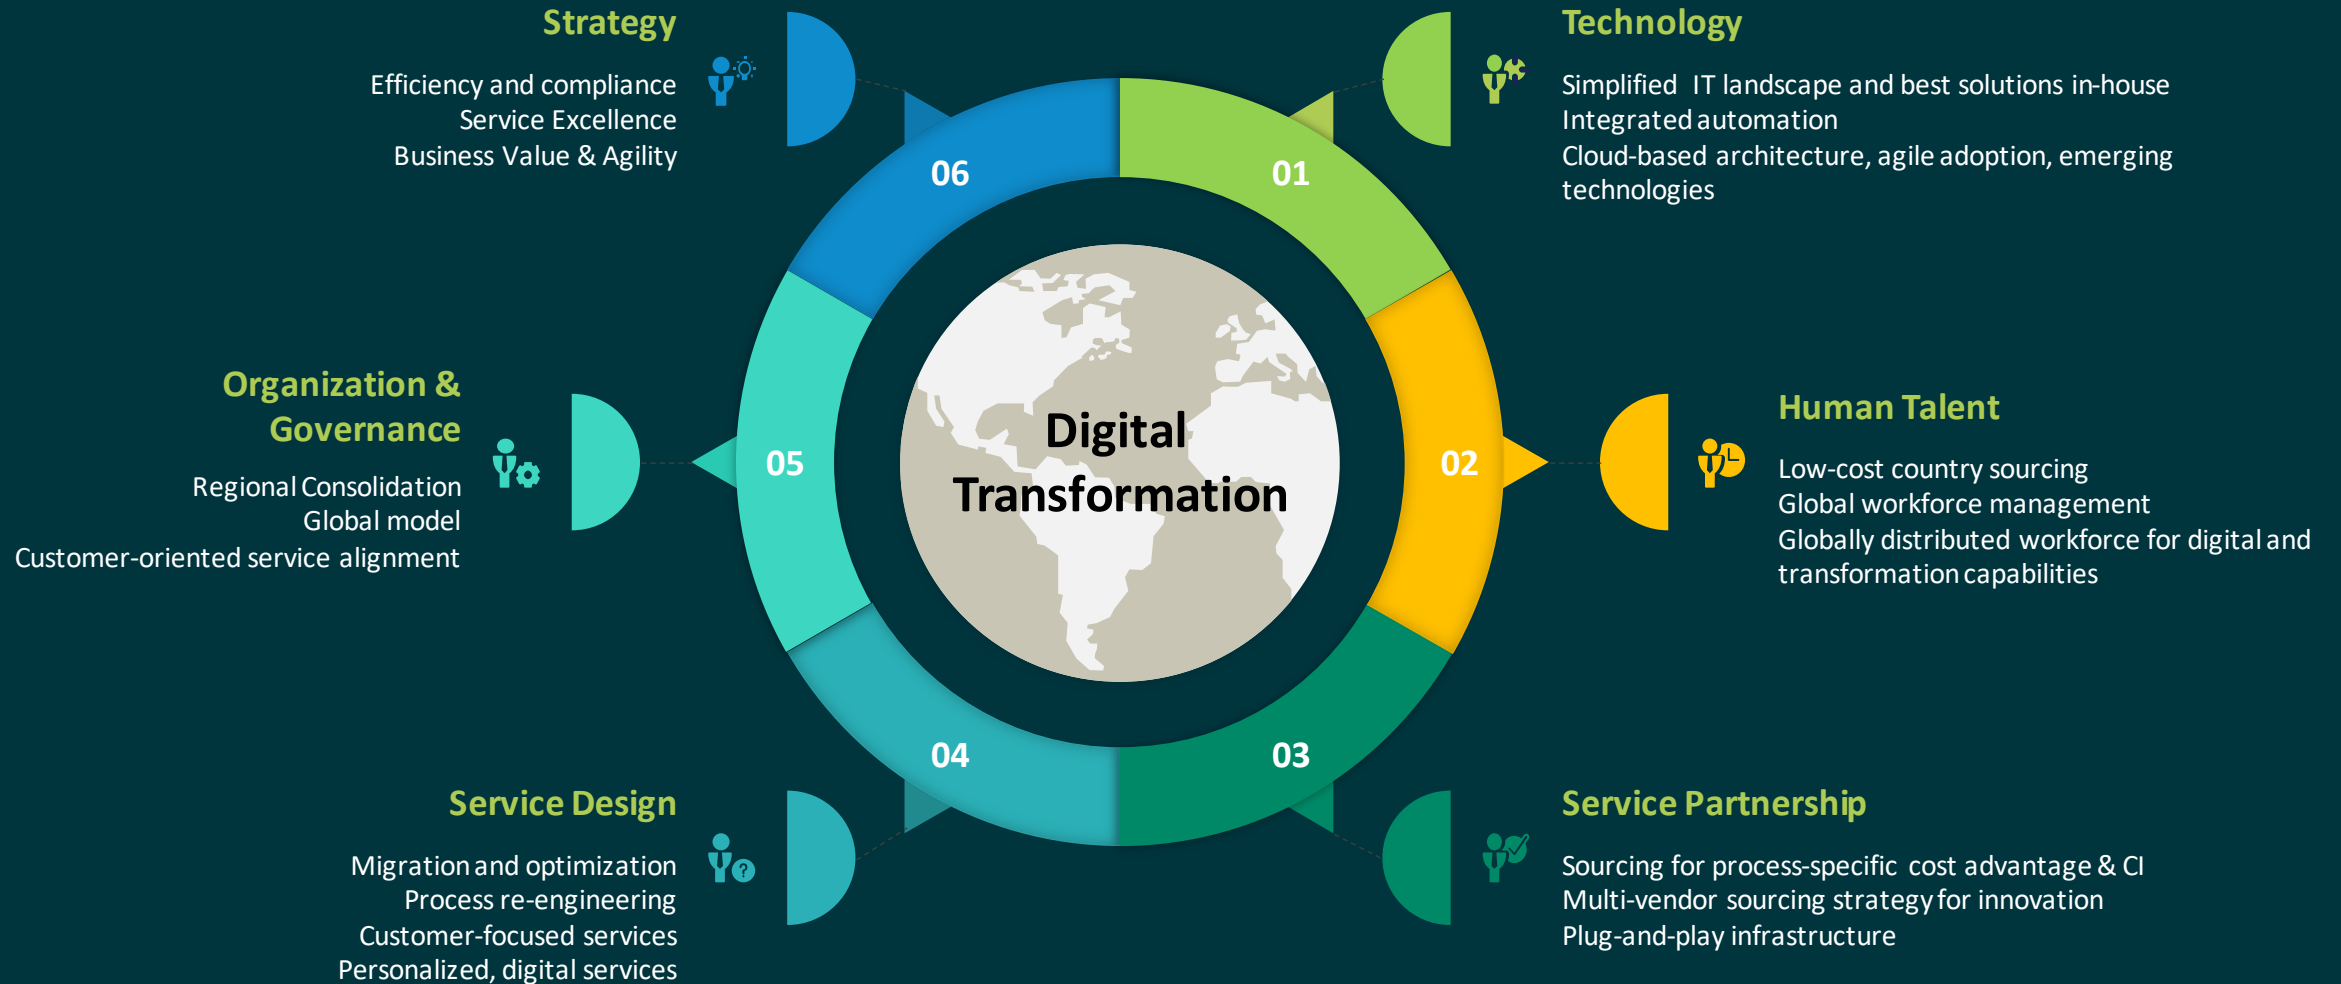 Strategy
Efficiency and compliance
Service Excellence
Business Value & Agility
Technology
Simplified IT landscape and best solutions in-house
Integrated automation
Cloud-based architecture, agile adoption, emerging
technologies
06
01
Organization &
Governance
Regional Consolidation
Global model
Customer-oriented service alignment
05
Digital
Transformation
02
Human Talent
Low-cost country sourcing
Global workforce management
Globally distributed workforce for digital and
transformation capabilities
04
03
Service Design
Migration and optimization
Process re-engineering
Customer-focused services
Personalized, digital services
?
Service Partnership
Sourcing for process-specific cost advantage & CI
Multi-vendor sourcing strategy for innovation
Plug-and-play infrastructure